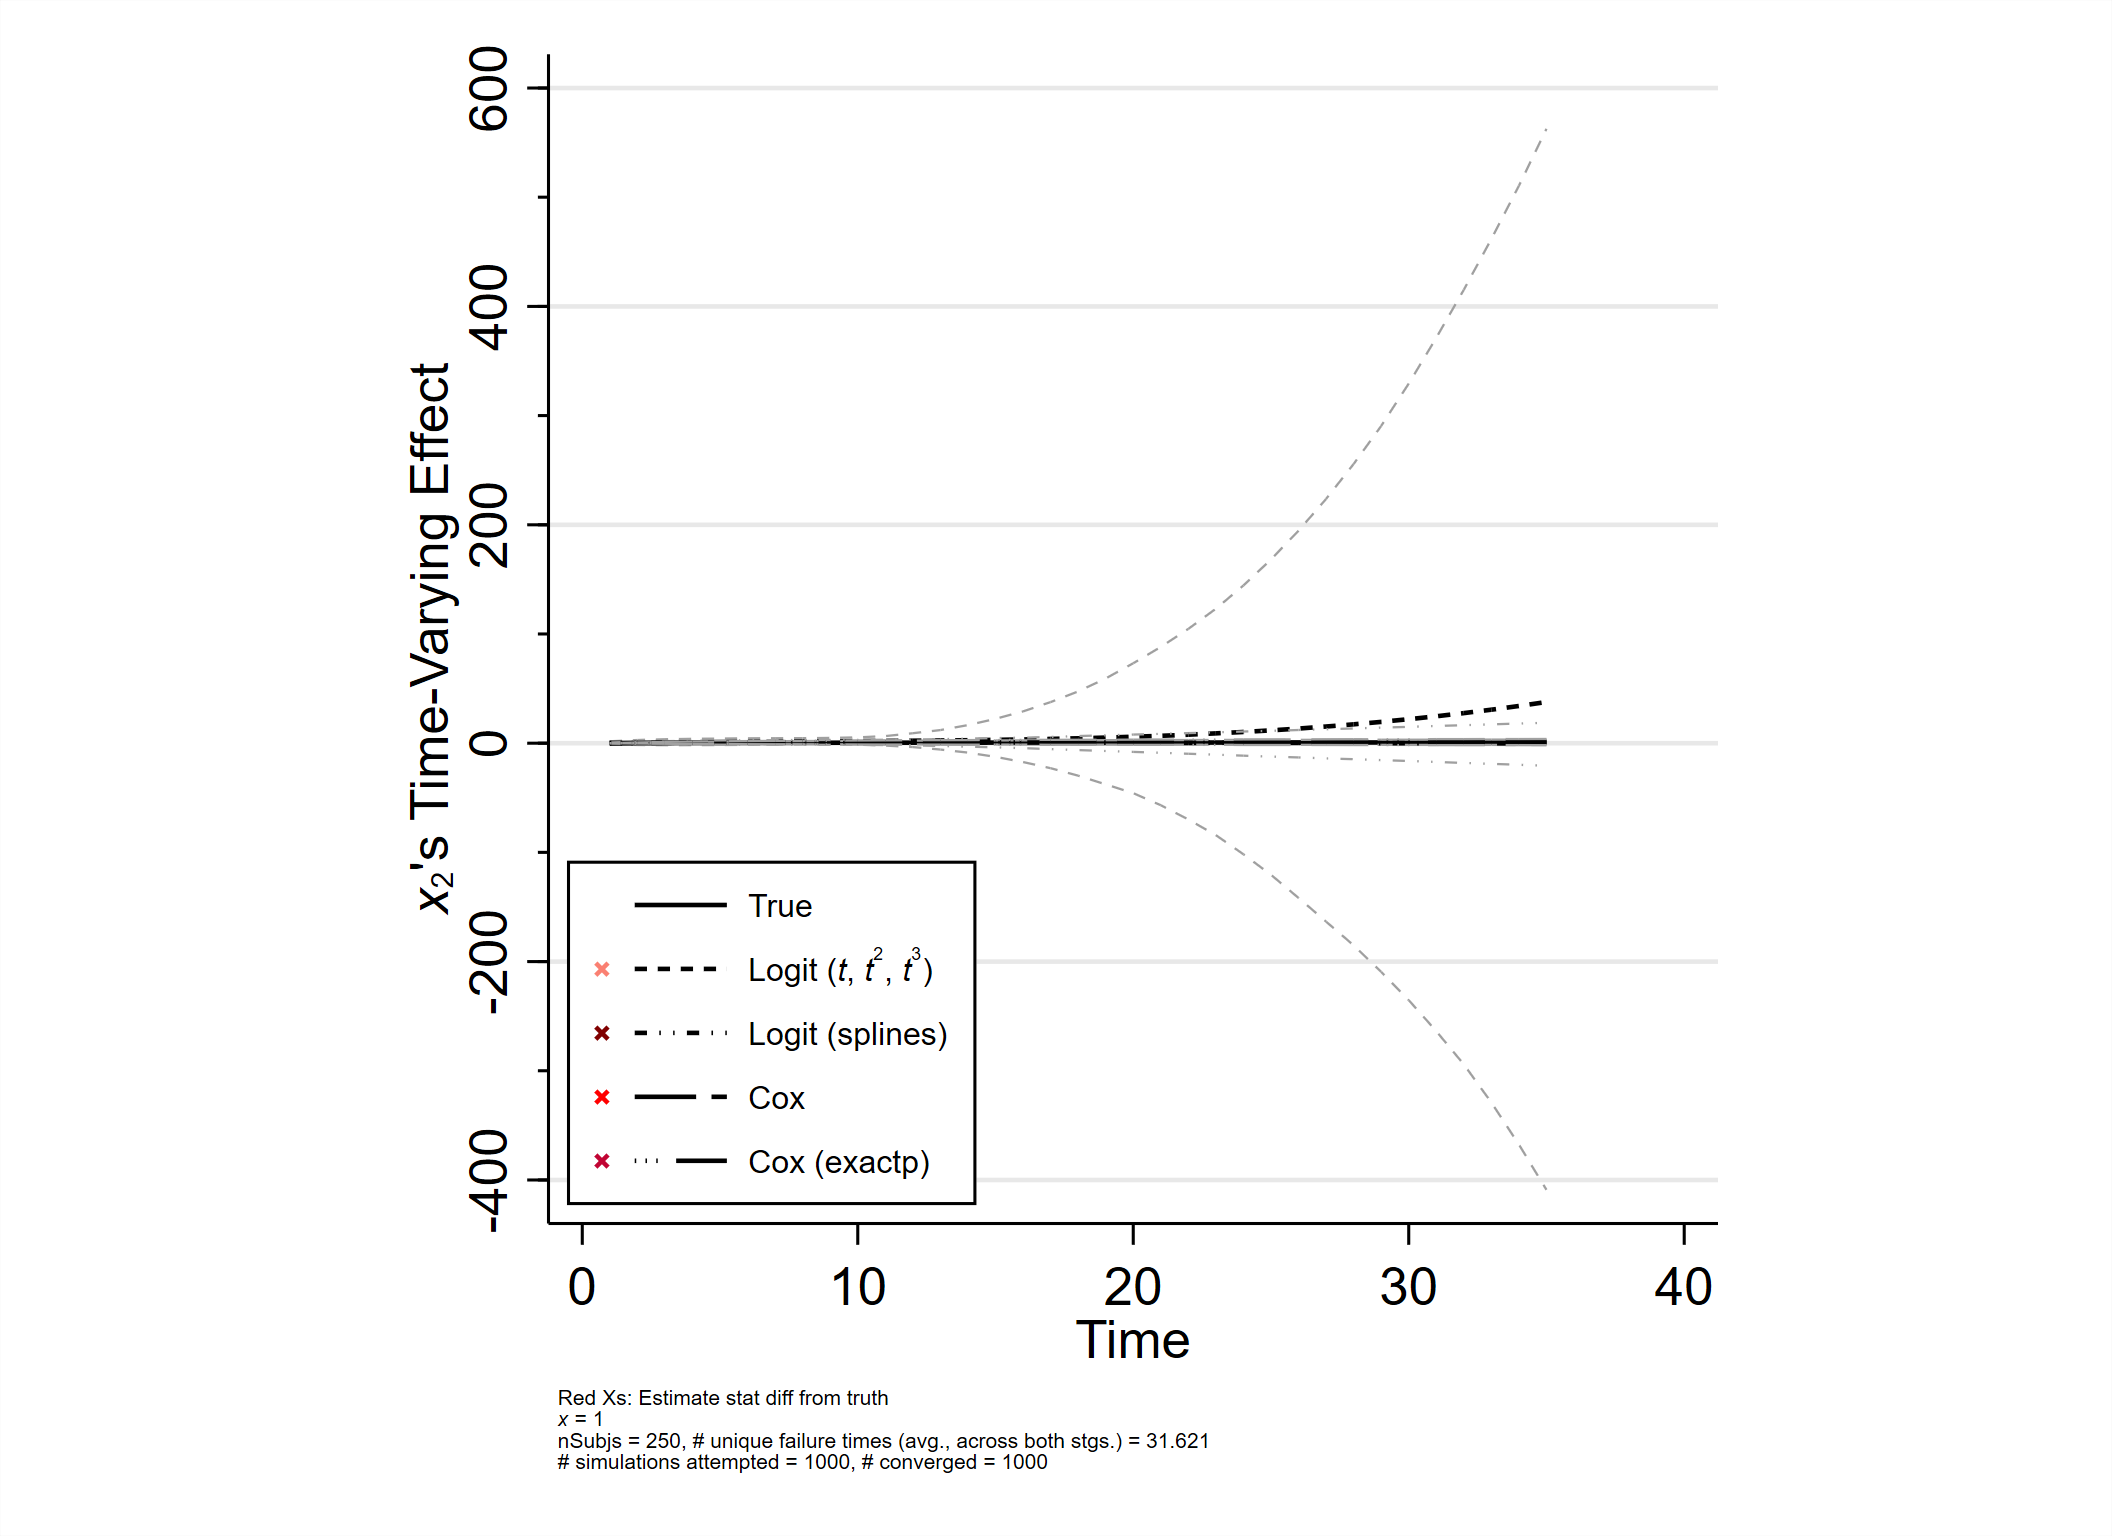 600
400
200
0
-200
-400
x₂'s Time-Varying Effect
True
Logit (t, t², t³)
Logit (splines)
Cox
Cox (exactp)
0 10 20 30 40
Time
Red Xs: Estimate stat diff from truth
x = 1
nSubjs = 250, # unique failure times (avg., across both stgs.) = 31.621
# simulations attempted = 1000, # converged = 1000